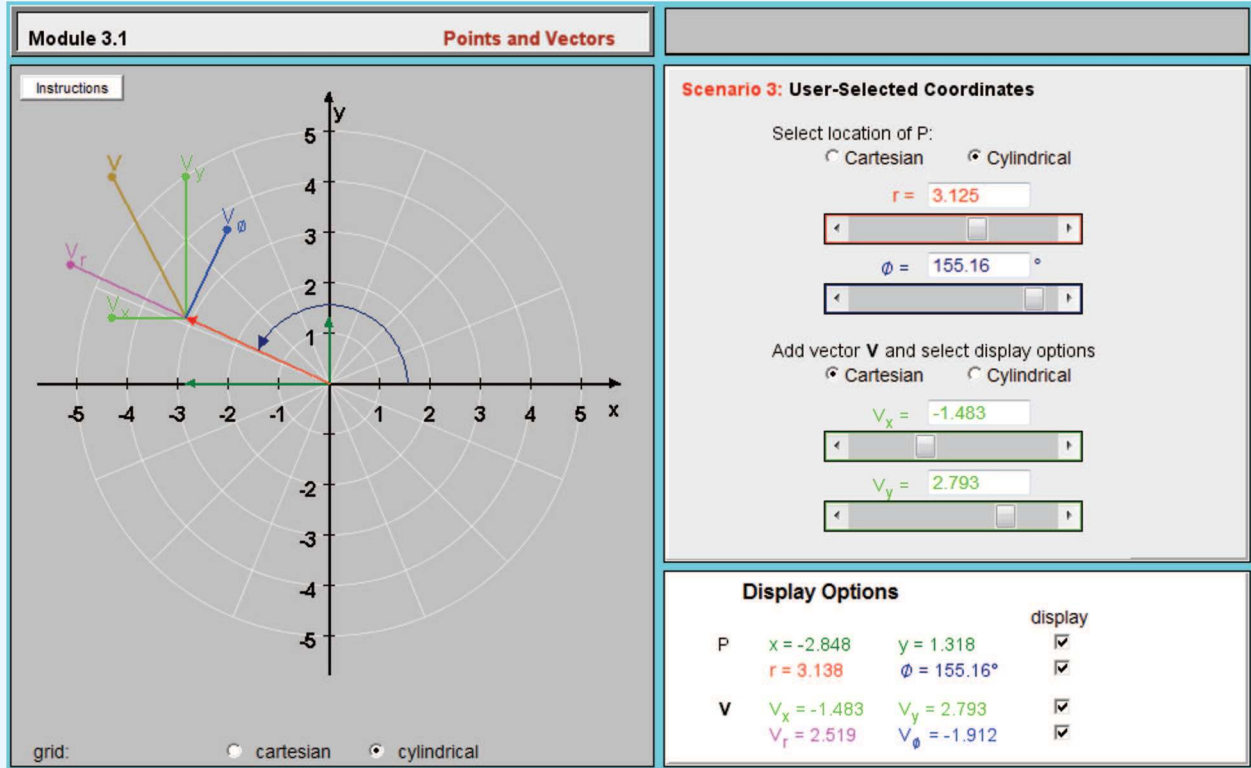 Module 3.1 Points and Vectors
Instructions
y
5
4
3
2
1
-5 -4 -3 -2 -1 1 2 3 4 5 x
-2
-3
-4
-5
V
V y
V ø
V r
V x
grid: cartesian cylindrical
Scenario 3: User-Selected Coordinates
Select location of P:
Cartesian Cylindrical
r = 3.125
ø = 155.16 °
Add vector V and select display options
Cartesian Cylindrical
Vx = -1.483
Vy = 2.793
Display Options
display
P x = -2.848 y = 1.318
r = 3.138 ø = 155.16°
V Vx = -1.483 Vy = 2.793
Vr = 2.519 Vø = -1.912